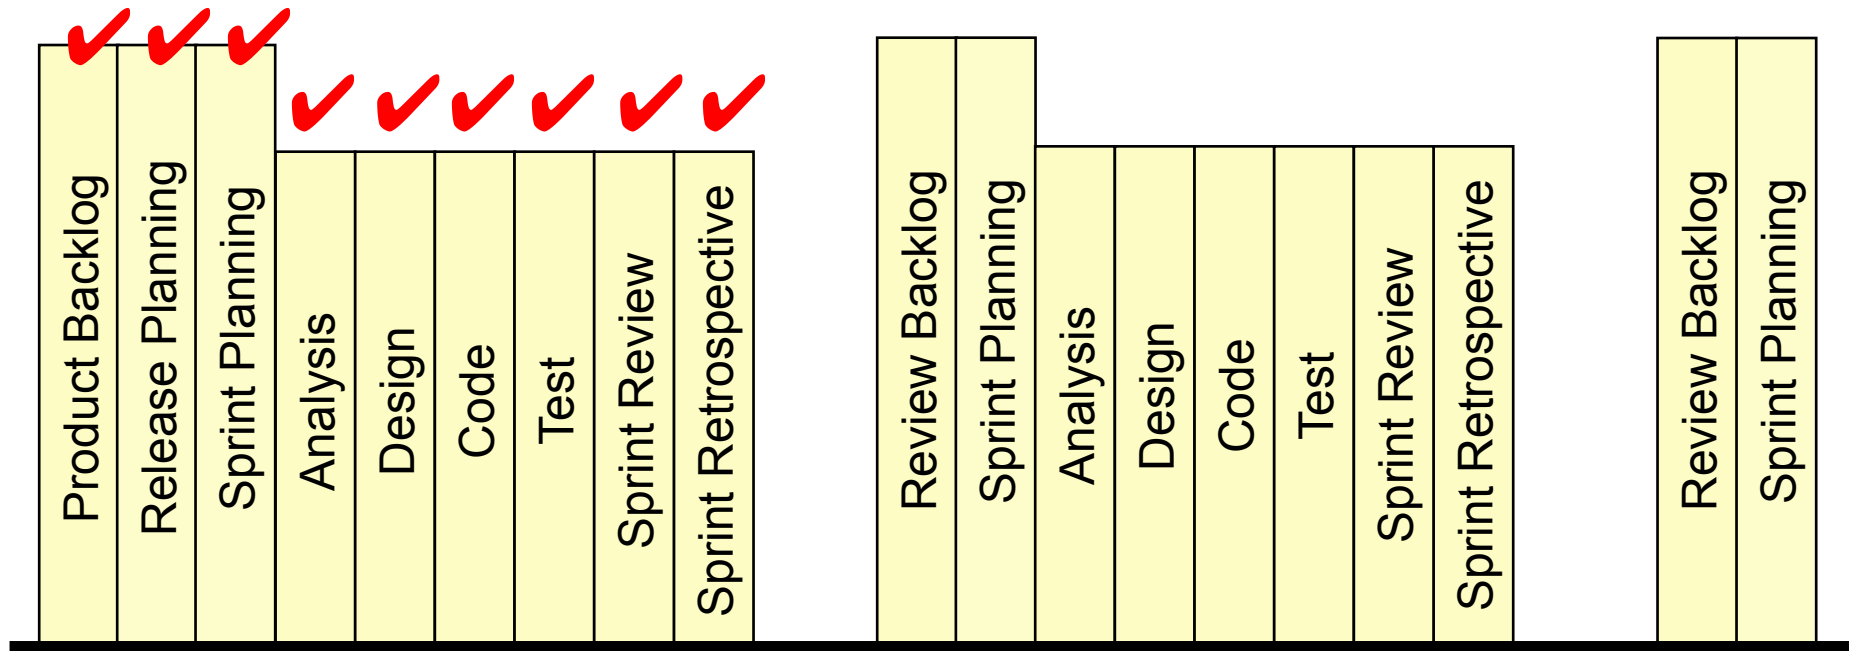 Product Backlog
Release Planning
Sprint Planning
Analysis
Design
Code
Test
Sprint Review
Sprint Retrospective
Review Backlog
Sprint Planning
Analysis
Design
Code
Test
Sprint Review
Sprint Retrospective
Review Backlog
Sprint Planning